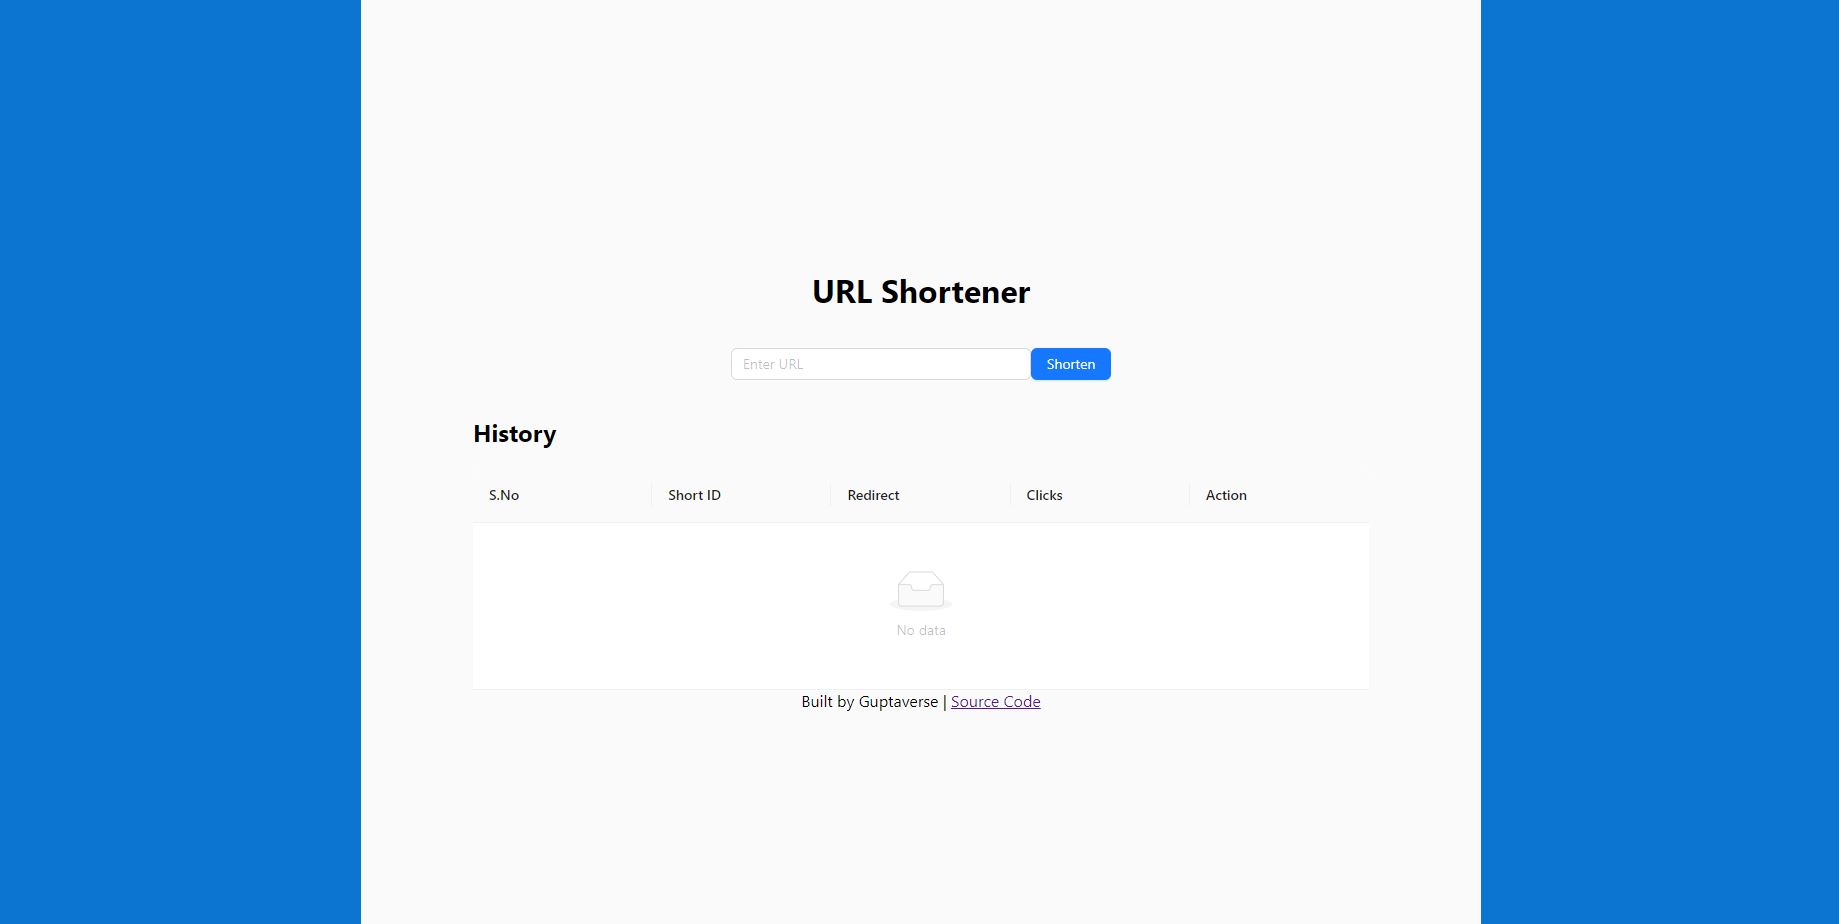 URL Shortener
Enter URL
Shorten
History
S.No
Short ID
Redirect
Clicks
Action
No data
Built by Guptaverse | Source Code